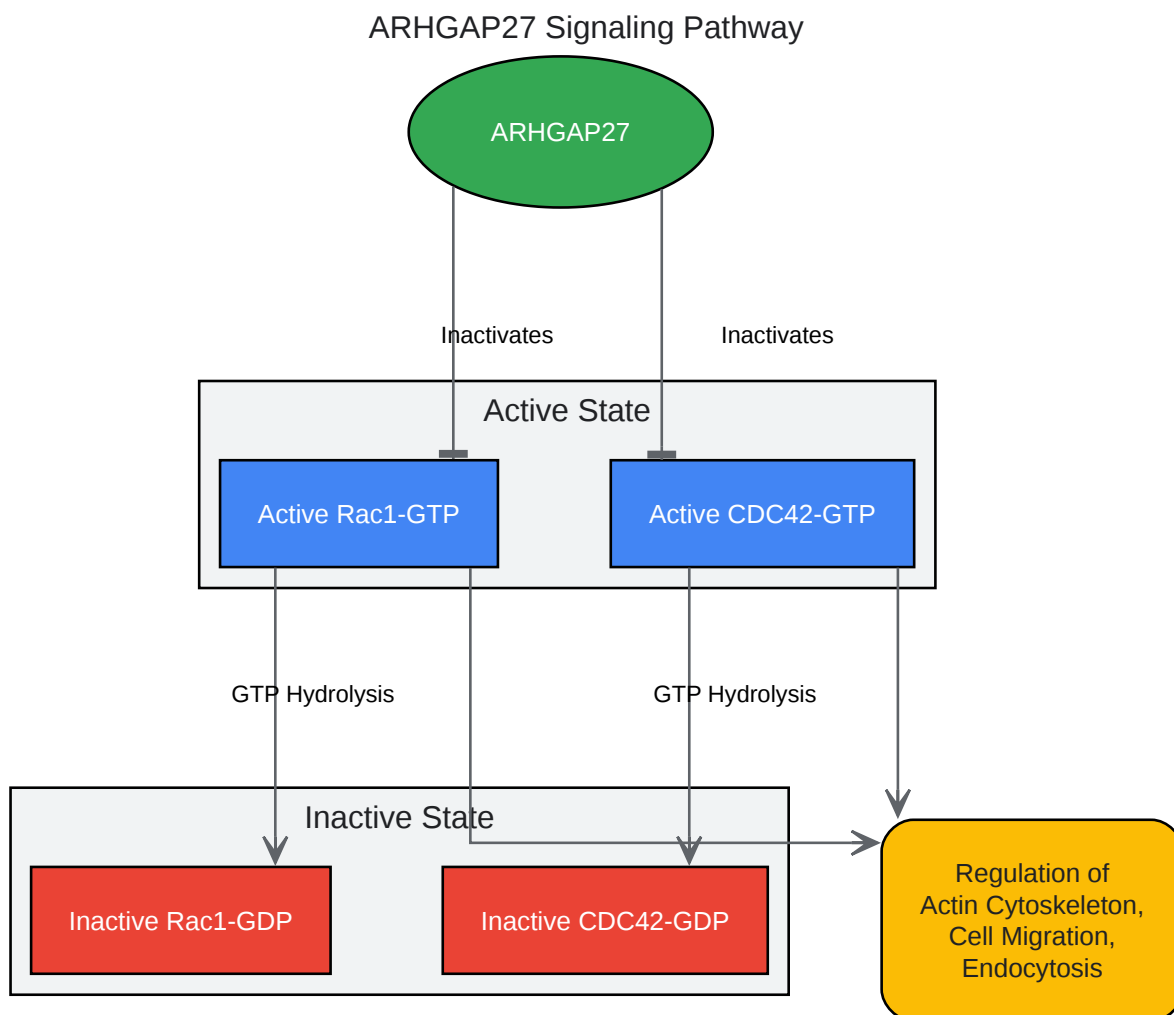 ARHGAP27 Signaling Pathway
ARHGAP27
Inactivates
Inactivates
Active State
Active Rac1-GTP
Active CDC42-GTP
GTP Hydrolysis
GTP Hydrolysis
Inactive State
Inactive Rac1-GDP
Inactive CDC42-GDP
Regulation of
Actin Cytoskeleton,
Cell Migration,
Endocytosis